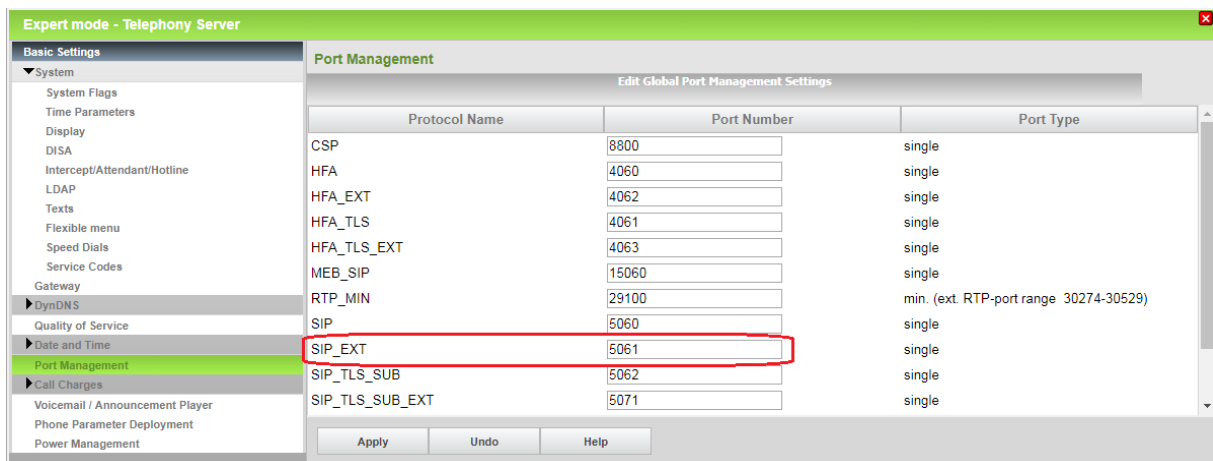 Expert mode - Telephony Server
Basic Settings
System
System Flags
Time Parameters
Display
DISA
Intercept/Attendant/Hotline
LDAP
Texts
Flexible menu
Speed Dials
Service Codes
Gateway
DynDNS
Quality of Service
Date and Time
Port Management
Call Charges
Voicemail / Announcement Player
Phone Parameter Deployment
Power Management
Port Management
Edit Global Port Management Settings
Protocol Name Port Number Port Type
CSP 8800 single
HFA 4060 single
HFA_EXT 4062 single
HFA_TLS 4061 single
HFA_TLS_EXT 4063 single
MEB_SIP 15060 single
RTP_MIN 29100 min. (ext. RTP-port range 30274-30529)
SIP 5060 single
SIP_EXT 5061 single
SIP_TLS_SUB 5062 single
SIP_TLS_SUB_EXT 5071 single
Apply Undo Help